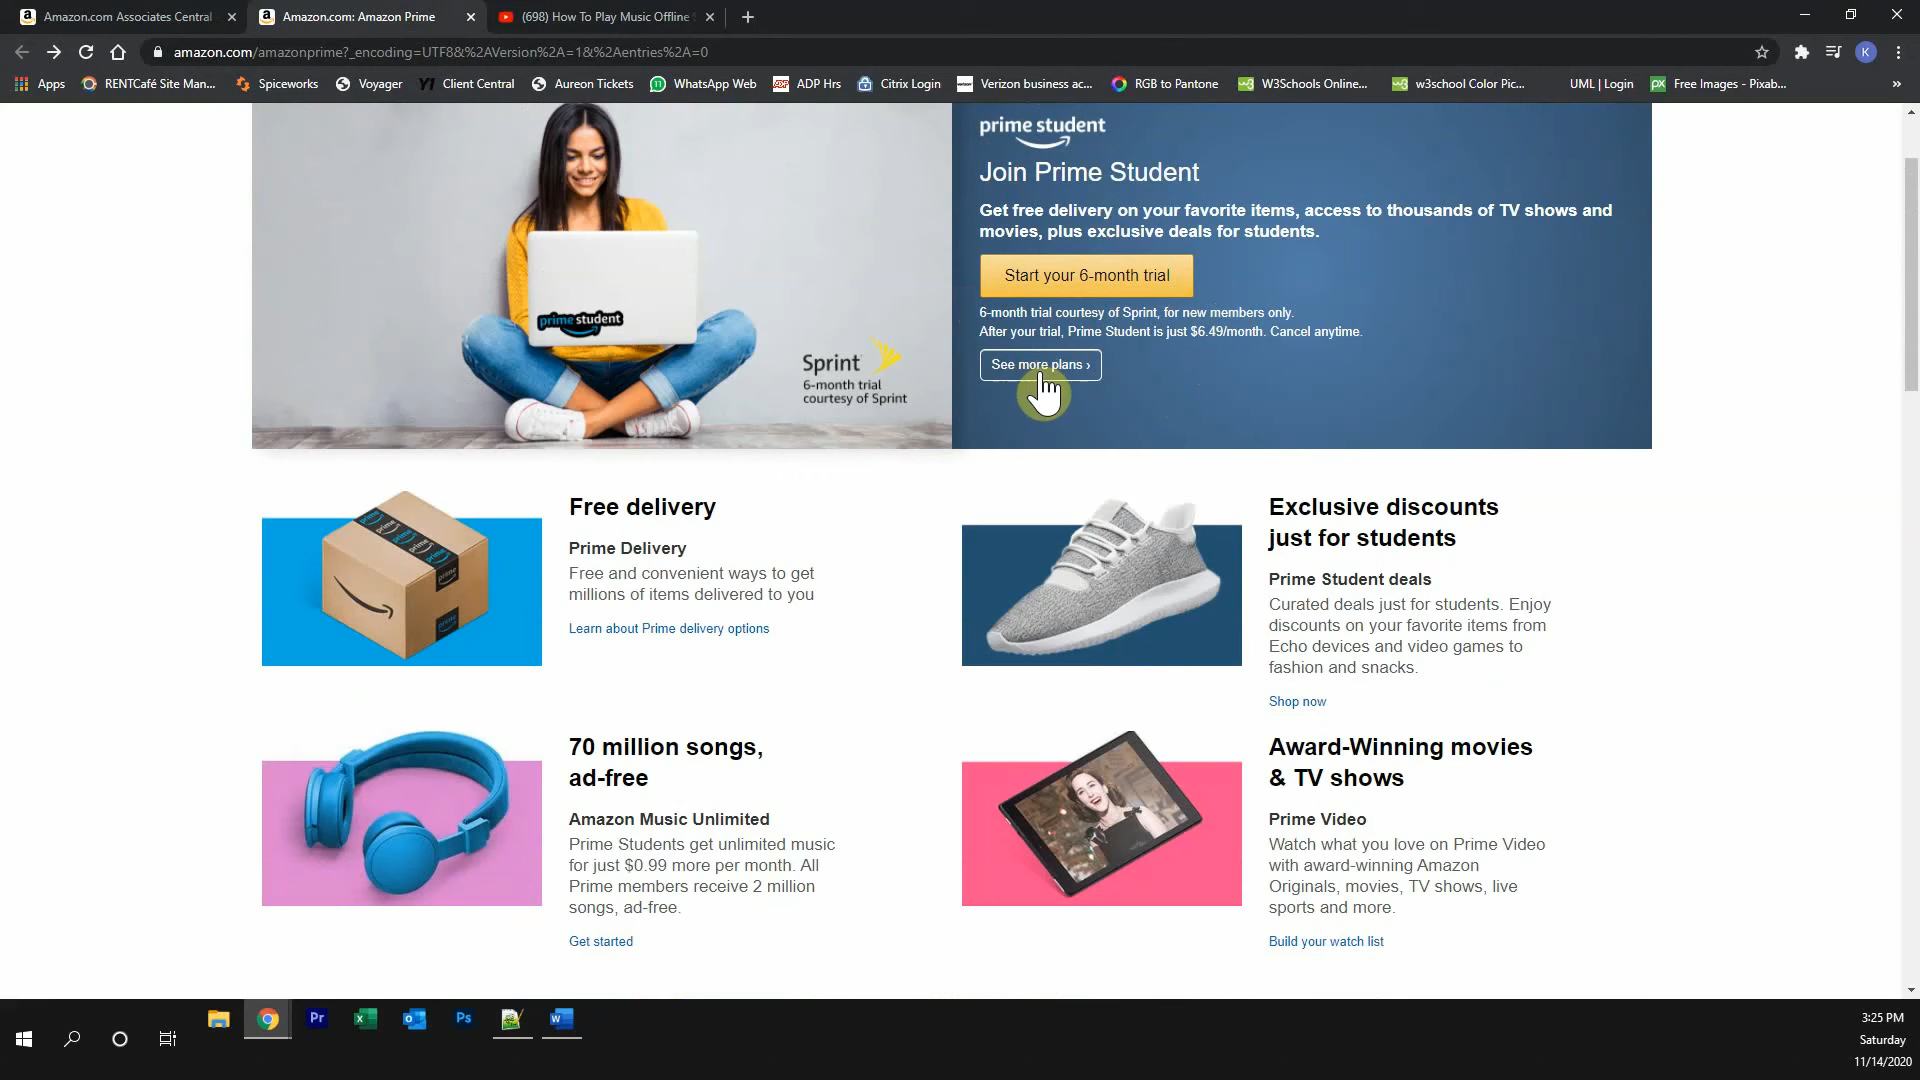 Amazon.com Associates Central
Amazon.com: Amazon Prime
(698) How To Play Music Offline
amazon.com/amazonprime?_encoding=UTF8&%2AVersion%2A=1&%2Aentries%2A=0
K
Apps
RENTCafé Site Man...
Spiceworks
Voyager
Client Central
Aureon Tickets
WhatsApp Web
ADP Hrs
Citrix Login
Verizon business ac...
RGB to Pantone
W3Schools Online...
w3school Color Pic...
UML | Login
Free Images - Pixab...
»
prime student
Sprint
6-month trial
courtesy of Sprint
prime student
Join Prime Student
Get free delivery on your favorite items, access to thousands of TV shows and
movies, plus exclusive deals for students.
Start your 6-month trial
6-month trial courtesy of Sprint, for new members only.
After your trial, Prime Student is just $6.49/month. Cancel anytime.
See more plans ›
Free delivery
Prime Delivery
Free and convenient ways to get
millions of items delivered to you
Learn about Prime delivery options
Exclusive discounts
just for students
Prime Student deals
Curated deals just for students. Enjoy
discounts on your favorite items from
Echo devices and video games to
fashion and snacks.
Shop now
70 million songs,
ad-free
Amazon Music Unlimited
Prime Students get unlimited music
for just $0.99 more per month. All
Prime members receive 2 million
songs, ad-free.
Get started
Award-Winning movies
& TV shows
Prime Video
Watch what you love on Prime Video
with award-winning Amazon
Originals, movies, TV shows, live
sports and more.
Build your watch list
Pr
Ps
3:25 PM
Saturday
11/14/2020